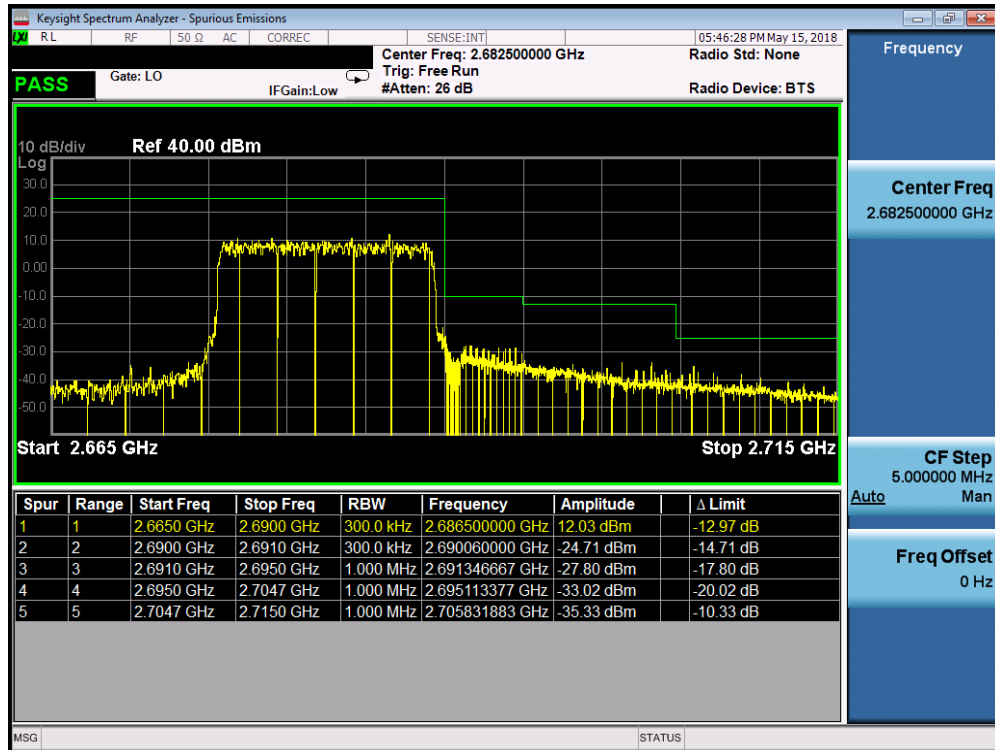 Keysight Spectrum Analyzer - Spurious Emissions
LXI RL RF 50 Ω AC CORREC SENSE:INT 05:46:28 PM May 15, 2018
Frequency
Center Freq: 2.682500000 GHz Radio Std: None
PASS Gate: LO Trig: Free Run
IFGain:Low #Atten: 26 dB Radio Device: BTS
10 dB/div Ref 40.00 dBm
Log
30.0
20.0
10.0
0.00
-10.0
-20.0
-30.0
-40.0
-50.0
Start 2.665 GHz Stop 2.715 GHz
Center Freq
2.682500000 GHz
CF Step
5.000000 MHz
Auto Man
Freq Offset
0 Hz
Spur Range Start Freq Stop Freq RBW Frequency Amplitude Δ Limit
1 1 2.6650 GHz 2.6900 GHz 300.0 kHz 2.686500000 GHz 12.03 dBm -12.97 dB
2 2 2.6900 GHz 2.6910 GHz 300.0 kHz 2.690060000 GHz -24.71 dBm -14.71 dB
3 3 2.6910 GHz 2.6950 GHz 1.000 MHz 2.691346667 GHz -27.80 dBm -17.80 dB
4 4 2.6950 GHz 2.7047 GHz 1.000 MHz 2.695113377 GHz -33.02 dBm -20.02 dB
5 5 2.7047 GHz 2.7150 GHz 1.000 MHz 2.705831883 GHz -35.33 dBm -10.33 dB
MSG STATUS